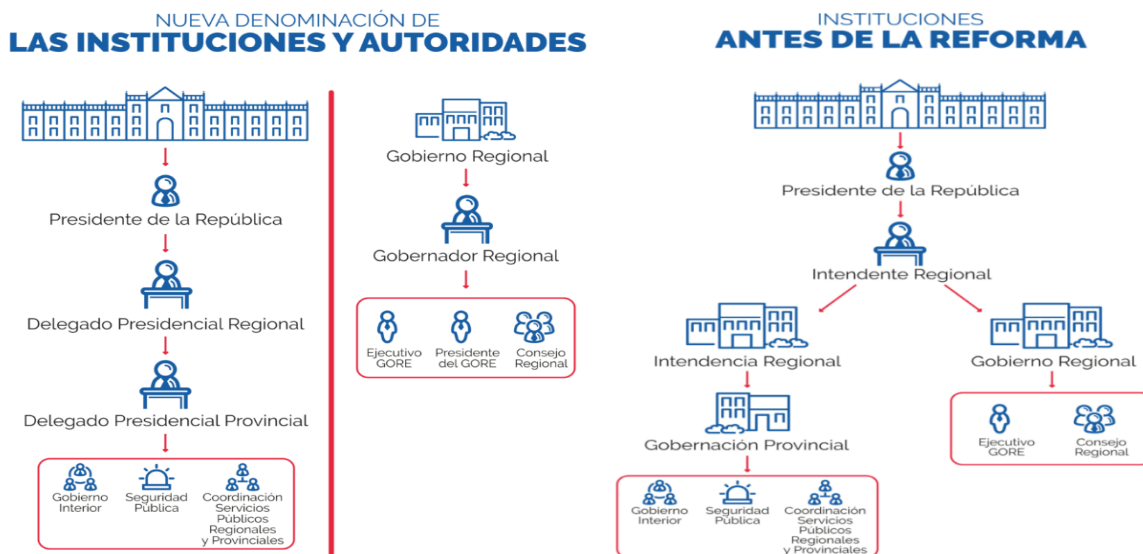 NUEVA DENOMINACIÓN DE
LAS INSTITUCIONES Y AUTORIDADES
Presidente de la República
Delegado Presidencial Regional
Delegado Presidencial Provincial
Gobierno
Interior
Seguridad
Pública
Coordinación
Servicios
Públicos
Regionales
y Provinciales
Gobierno Regional
Gobernador Regional
Ejecutivo
GORE
Presidente
del GORE
Consejo
Regional
INSTITUCIONES
ANTES DE LA REFORMA
Presidente de la República
Intendente Regional
Intendencia Regional
Gobernación Provincial
Gobierno
Interior
Seguridad
Pública
Coordinación
Servicios
Públicos
Regionales
y Provinciales
Gobierno Regional
Ejecutivo
GORE
Consejo
Regional